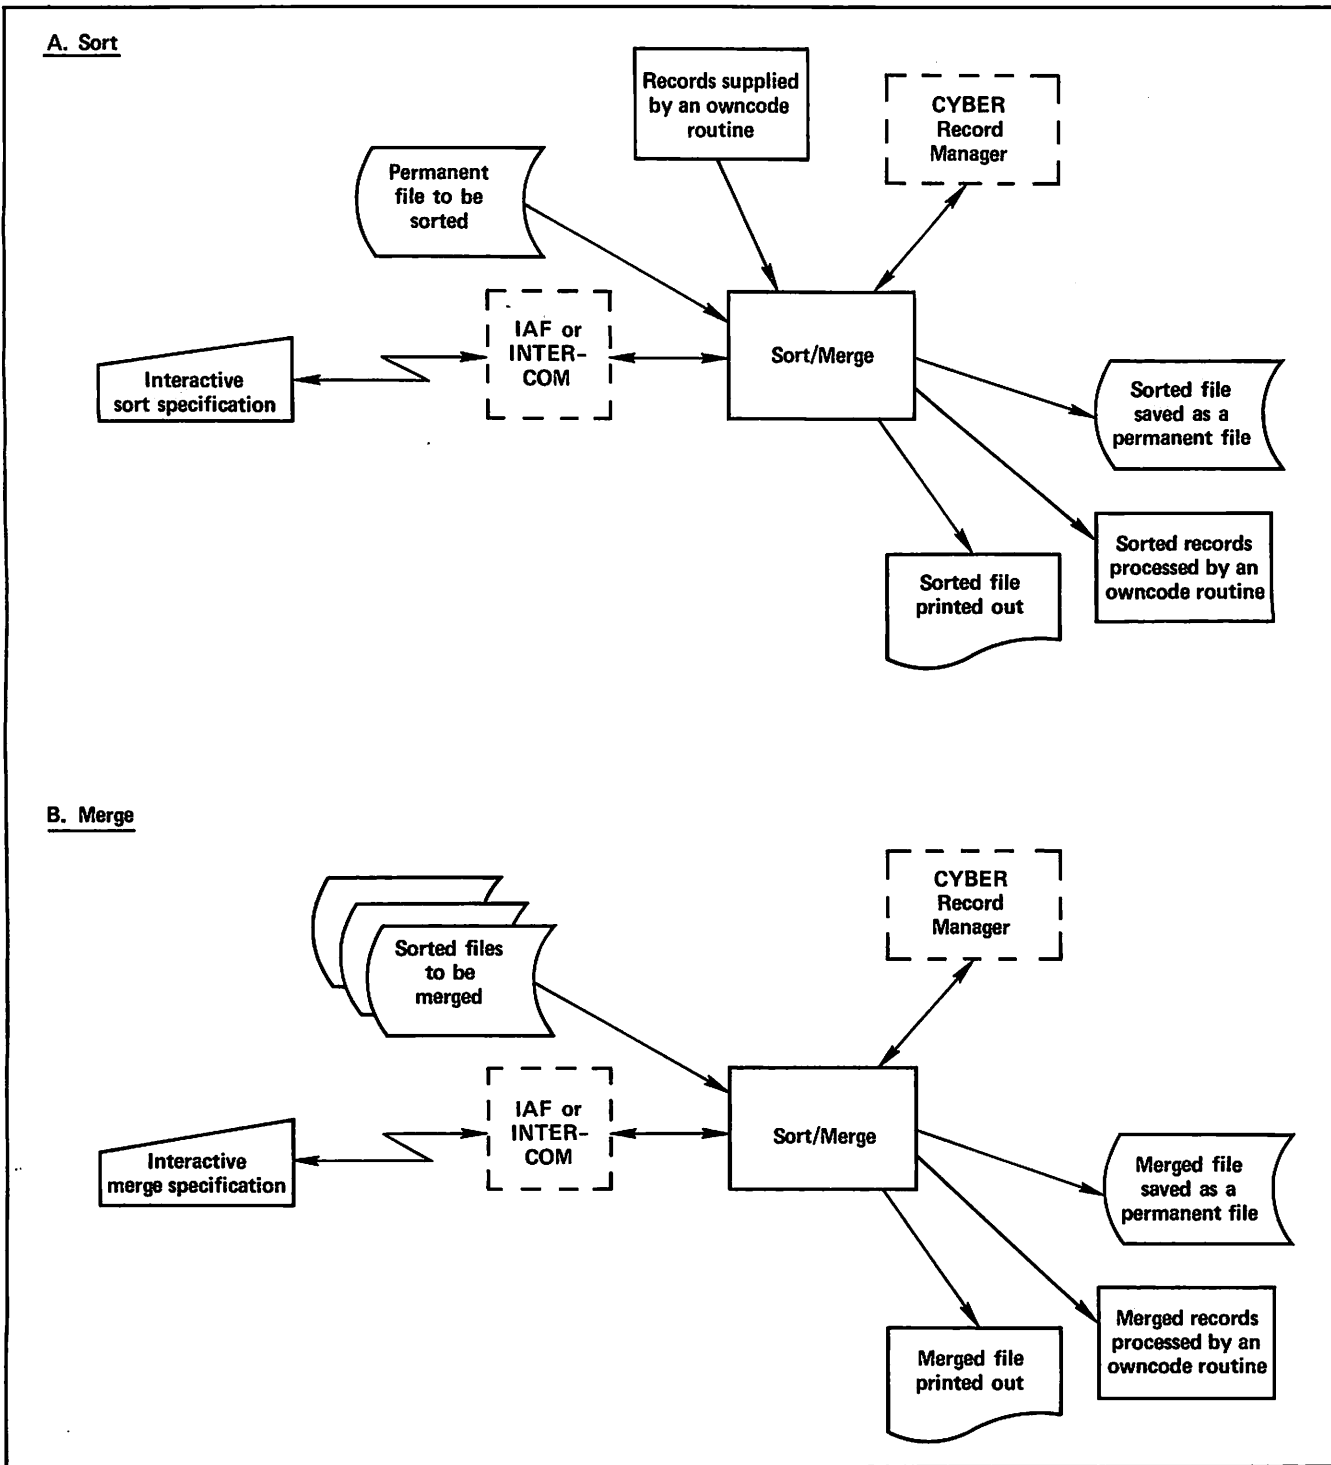 A. Sort
Records supplied
by an owncode
routine
CYBER
Record
Manager
Permanent
file to be
sorted
IAF or
INTER-
COM
Sort/Merge
Interactive
sort specification
Sorted file
saved as a
permanent file
Sorted records
processed by an
owncode routine
Sorted file
printed out
B. Merge
CYBER
Record
Manager
Sorted files
to be
merged
IAF or
INTER-
COM
Sort/Merge
Interactive
merge specification
Merged file
saved as a
permanent file
Merged records
processed by an
owncode routine
Merged file
printed out